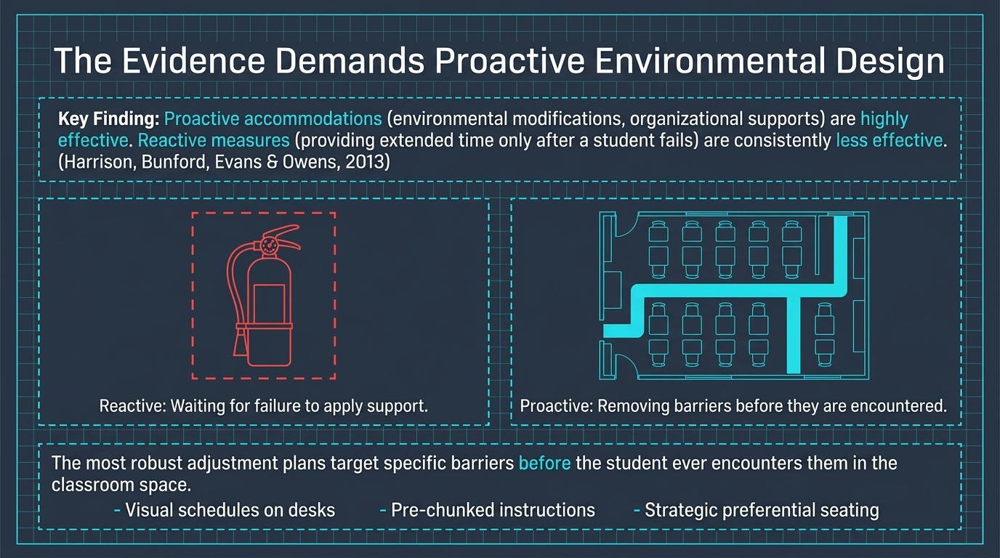 The Evidence Demands Proactive Environmental Design
Key Finding: Proactive accommodations (environmental modifications, organizational supports) are highly
effective. Reactive measures (providing extended time only after a student fails) are consistently less effective.
(Harrison, Bunford, Evans & Owens, 2013)
Reactive: Waiting for failure to apply support.
Proactive: Removing barriers before they are encountered.
The most robust adjustment plans target specific barriers before the student ever encounters them in the
classroom space.
- Visual schedules on desks - Pre-chunked instructions - Strategic preferential seating